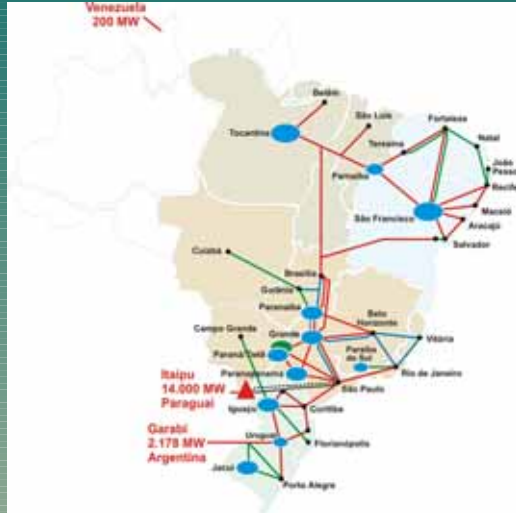 Venezuela
200 MW
Belém
São Luís
Fortaleza
Tocantins
Teresina
Natal
Parnaíba
João
Pesso
Recife
São Francisco
Maceió
Aracajú
Salvador
Cuiabá
Brasília
Goiânia
Paranaíba
Belo
Horizonte
Campo Grande
Grande
Vitória
Paraná/Tietê
Paraíba
do Sul
Itaipu
14.000 MW
Paraguai
Paranapanema
São Paulo
Rio de Janeiro
Iguaçu
Curitiba
Garabi
2.178 MW
Argentina
Uruguai
Florianópolis
Jacuí
Porto Alegre